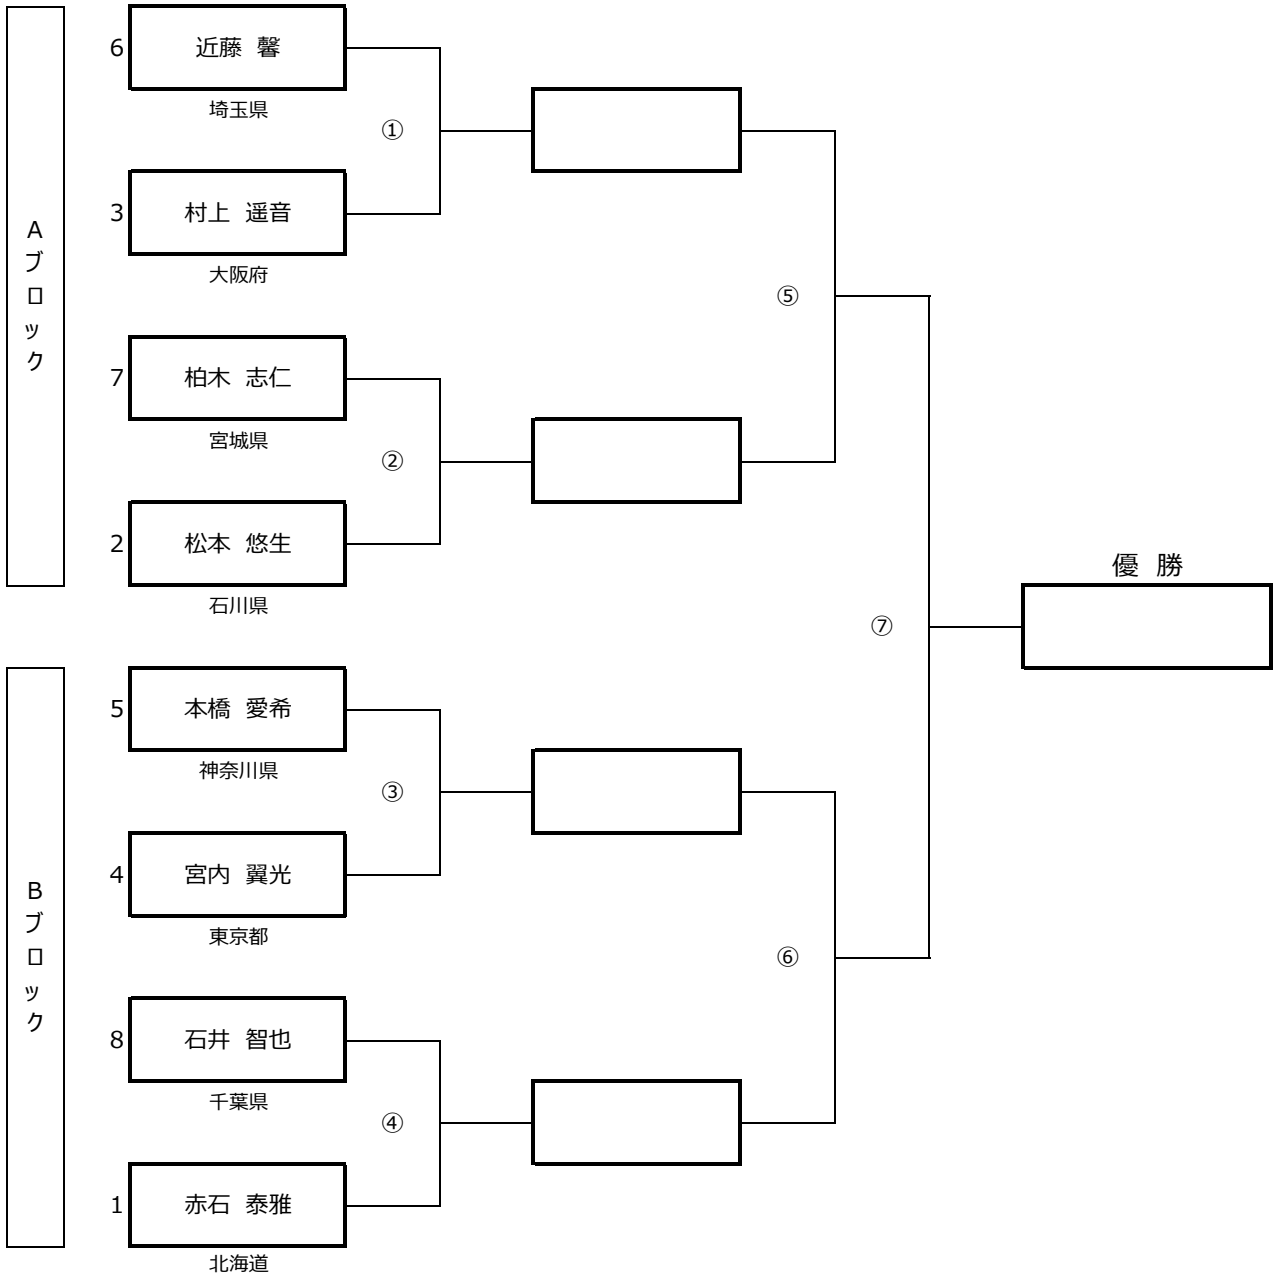 Aブロック
6
近藤 馨
埼玉県
①
3
村上 遥音
大阪府
⑤
7
柏木 志仁
宮城県
②
2
松本 悠生
石川県
優 勝
⑦
Bブロック
5
本橋 愛希
神奈川県
③
4
宮内 翼光
東京都
⑥
8
石井 智也
千葉県
④
1
赤石 泰雅
北海道